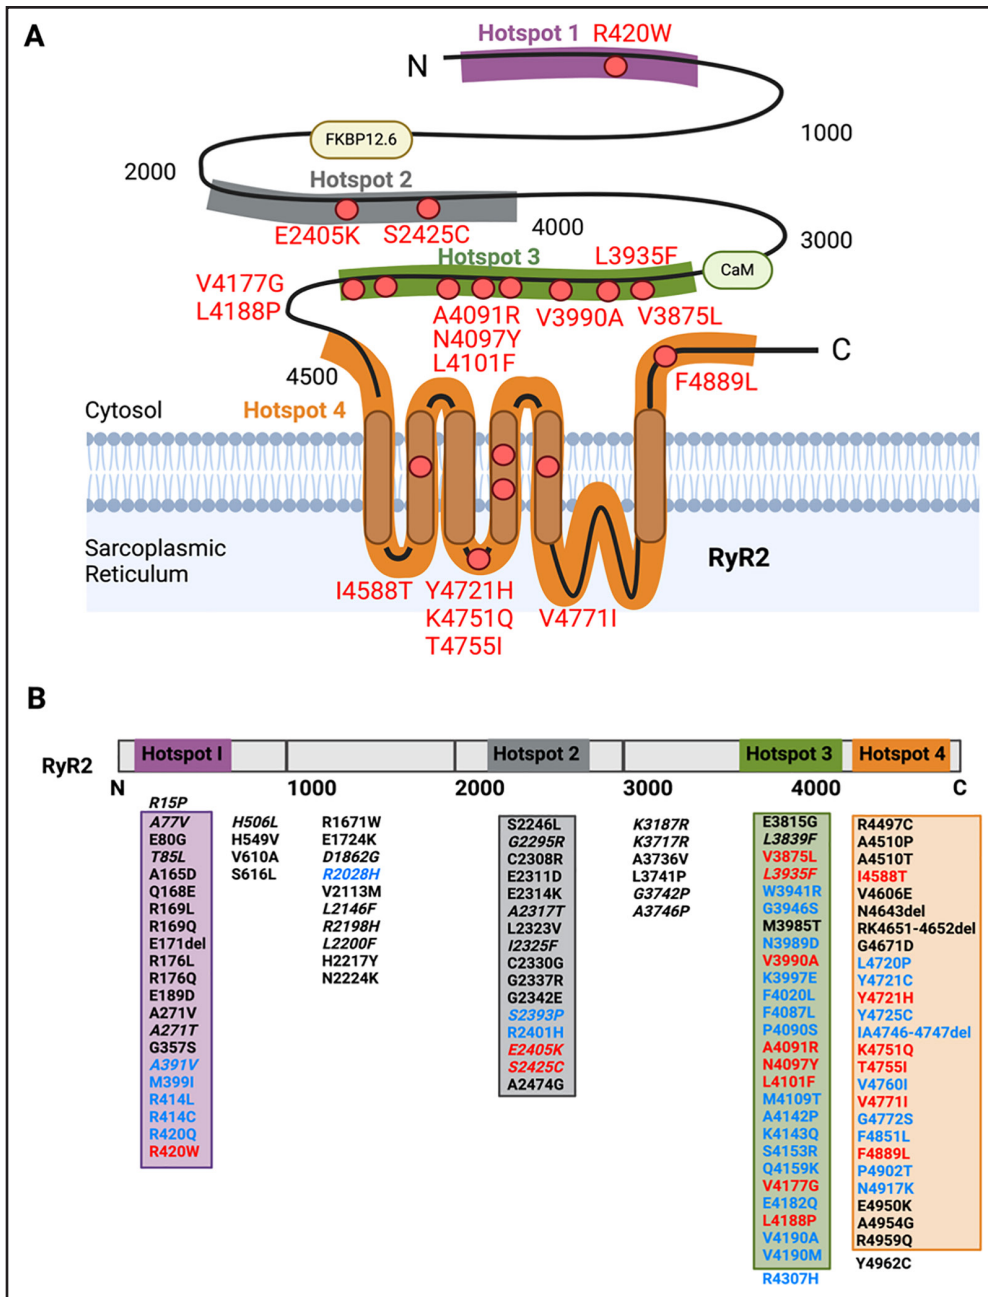 A
Hotspot 1 R420W
N
1000
FKBP12.6
2000
Hotspot 2
E2405K S2425C
4000
3000
Hotspot 3
L3935F
CaM
V4177G
L4188P
A4091R
N4097Y
L4101F
V3990A V3875L
C
4500
F4889L
Cytosol
Hotspot 4
Sarcoplasmic
Reticulum
RyR2
I4588T
Y4721H
K4751Q
T4755I
V4771I
B
RyR2
Hotspot I
Hotspot 2
Hotspot 3
Hotspot 4
N 1000 2000 3000 4000 C
R15P
A77V
E80G
T85L
A165D
Q168E
R169L
R169Q
E171del
R176L
R176Q
E189D
A271V
A271T
G357S
A391V
M399I
R414L
R414C
R420Q
R420W
H506L
H549V
V610A
S616L
R1671W
E1724K
D1862G
R2028H
V2113M
L2146F
R2198H
L2200F
H2217Y
N2224K
S2246L
G2295R
C2308R
E2311D
E2314K
A2317T
L2323V
I2325F
C2330G
G2337R
G2342E
S2393P
R2401H
E2405K
S2425C
A2474G
K3187R
K3717R
A3736V
L3741P
G3742P
A3746P
E3815G
L3839F
V3875L
L3935F
W3941R
G3946S
M3985T
N3989D
V3990A
K3997E
F4020L
F4087L
P4090S
A4091R
N4097Y
L4101F
M4109T
A4142P
K4143Q
S4153R
Q4159K
V4177G
E4182Q
L4188P
V4190A
V4190M
R4307H
R4497C
A4510P
A4510T
I4588T
V4606E
N4643del
RK4651-4652del
G4671D
L4720P
Y4721C
Y4721H
Y4725C
IA4746-4747del
K4751Q
T4755I
V4760I
V4771I
G4772S
F4851L
F4889L
P4902T
N4917K
E4950K
A4954G
R4959Q
Y4962C